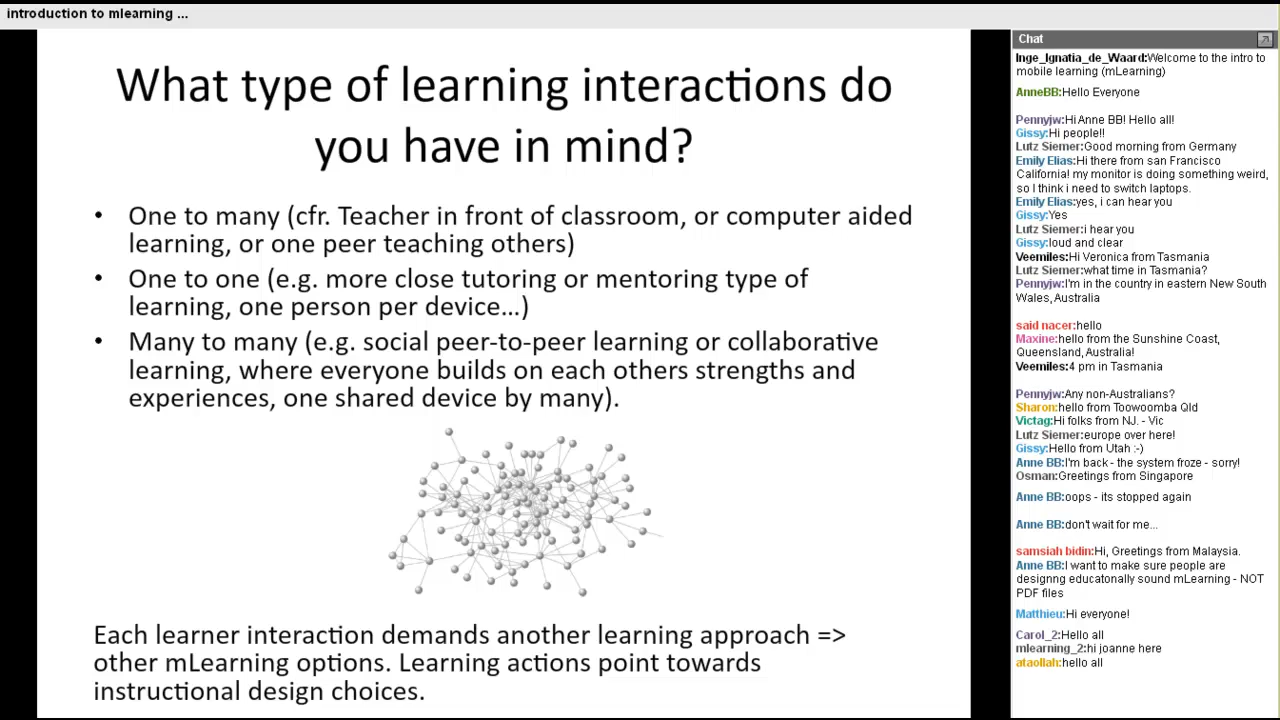 introduction to mlearning ...
What type of learning interactions do
you have in mind?
• One to many (cfr. Teacher in front of classroom, or computer aided
learning, or one peer teaching others)
• One to one (e.g. more close tutoring or mentoring type of
learning, one person per device...)
• Many to many (e.g. social peer-to-peer learning or collaborative
learning, where everyone builds on each others strengths and
experiences, one shared device by many).
Each learner interaction demands another learning approach =>
other mLearning options. Learning actions point towards
instructional design choices.
Chat
Inge_Ignatia_de_Waard:Welcome to the intro to
mobile learning (mLearning)
AnneBB:Hello Everyone
Pennyjw:Hi Anne BB! Hello all!
Gissy:Hi people!!
Lutz Siemer:Good morning from Germany
Emily Elias:Hi there from san Francisco
California! my monitor is doing something weird,
so I think i need to switch laptops.
Emily Elias:yes, i can hear you
Gissy:Yes
Lutz Siemer:i hear you
Gissy:loud and clear
Veemiles:Hi Veronica from Tasmania
Lutz Siemer:what time in Tasmania?
Pennyjw:I'm in the country in eastern New South
Wales, Australia
said nacer:hello
Maxine:hello from the Sunshine Coast,
Queensland, Australia!
Veemiles:4 pm in Tasmania
Pennyjw:Any non-Australians?
Sharon:hello from Toowoomba Qld
Victag:Hi folks from NJ. - Vic
Lutz Siemer:europe over here!
Gissy:Hello from Utah :-)
Anne BB:I'm back - the system froze - sorry!
Osman:Greetings from Singapore
Anne BB:oops - its stopped again
Anne BB:don't wait for me...
samsiah bidin:Hi, Greetings from Malaysia.
Anne BB:I want to make sure people are
designng educatonally sound mLearning - NOT
PDF files
Matthieu:Hi everyone!
Carol_2:Hello all
mlearning_2:hi joanne here
ataollah:hello all